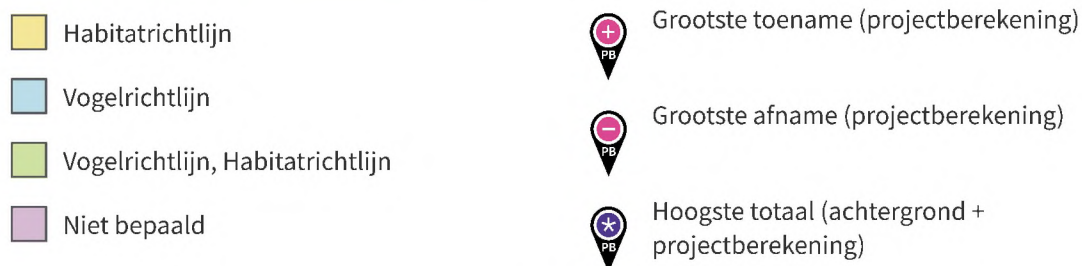 Habitatrichtlijn
Vogelrichtlijn
Vogelrichtlijn, Habitatrichtlijn
Niet bepaald
PB
Grootste toename (projectberekening)
PB
Grootste afname (projectberekening)
PB
Hoogste totaal (achtergrond +
projectberekening)